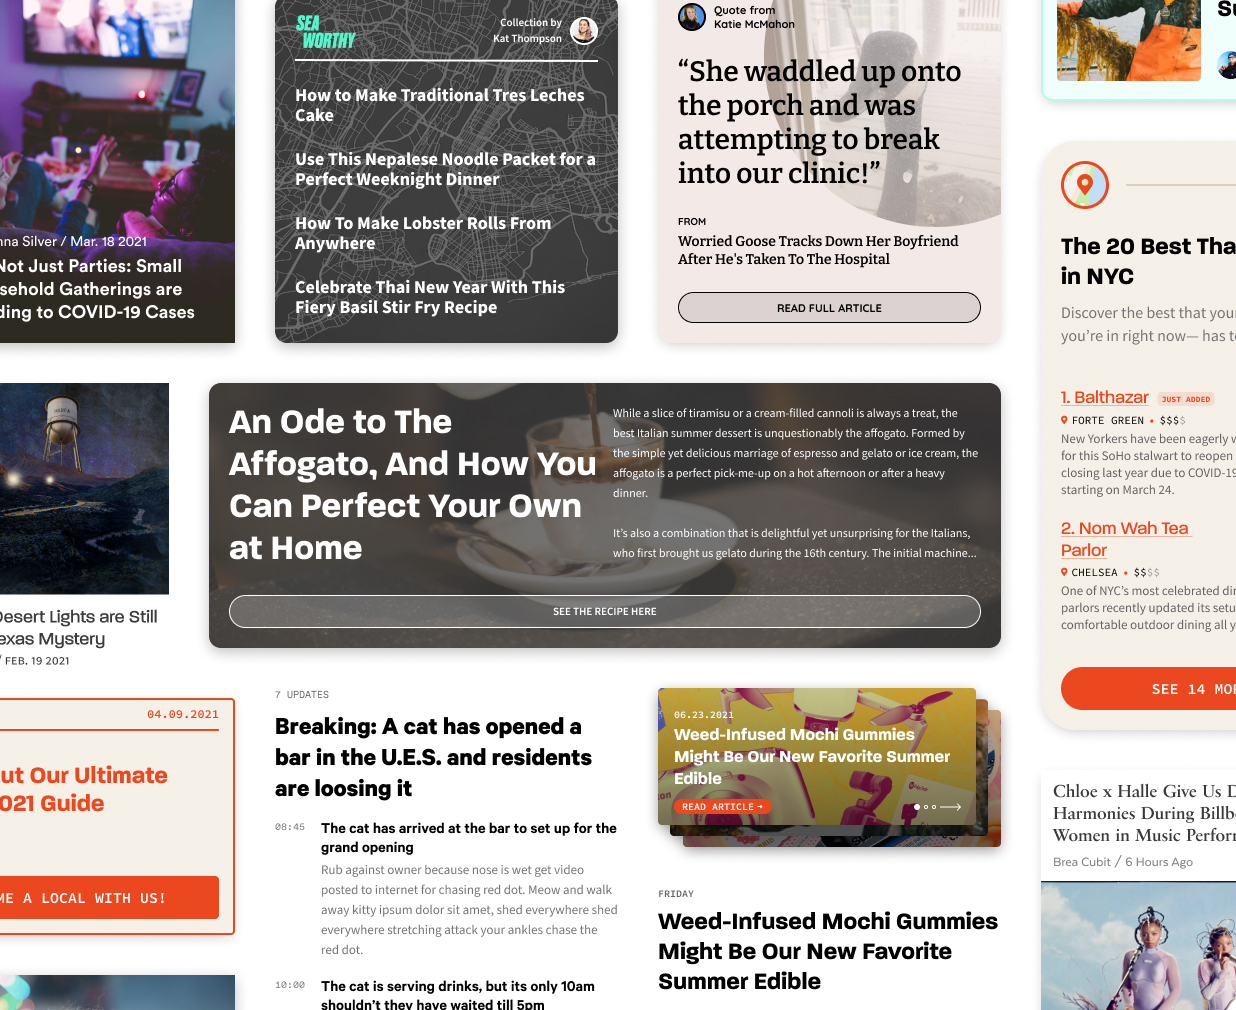 nna Silver / Mar. 18 2021
Not Just Parties: Small
sehold Gatherings are
ding to COVID-19 Cases
SEA
WORTHY
Collection by
Kat Thompson
How to Make Traditional Tres Leches
Cake
Use This Nepalese Noodle Packet for a
Perfect Weeknight Dinner
How To Make Lobster Rolls From
Anywhere
Celebrate Thai New Year With This
Fiery Basil Stir Fry Recipe
Quote from
Katie McMahon
“She waddled up onto
the porch and was
attempting to break
into our clinic!”
FROM
Worried Goose Tracks Down Her Boyfriend
After He's Taken To The Hospital
READ FULL ARTICLE
Su
The 20 Best Tha
in NYC
Discover the best that your
you’re in right now— has to
1. Balthazar JUST ADDED
FORTE GREEN • $$$$
New Yorkers have been eagerly w
for this SoHo stalwart to reopen
closing last year due to COVID-19
starting on March 24.
2. Nom Wah Tea
Parlor
CHELSEA • $$$$
One of NYC’s most celebrated di
parlors recently updated its setu
comfortable outdoor dining all y
SEE 14 MOR
Desert Lights are Still
exas Mystery
/ FEB. 19 2021
An Ode to The
Affogato, And How You
Can Perfect Your Own
at Home
While a slice of tiramisu or a cream-filled cannoli is always a treat, the
best Italian summer dessert is unquestionably the affogato. Formed by
the simple yet delicious marriage of espresso and gelato or ice cream, the
affogato is a perfect pick-me-up on a hot afternoon or after a heavy
dinner.
It’s also a combination that is delightful yet unsurprising for the Italians,
who first brought us gelato during the 16th century. The initial machine...
SEE THE RECIPE HERE
04.09.2021
ut Our Ultimate
021 Guide
ME A LOCAL WITH US!
7 UPDATES
Breaking: A cat has opened a
bar in the U.E.S. and residents
are loosing it
08:45
The cat has arrived at the bar to set up for the
grand opening
Rub against owner because nose is wet get video
posted to internet for chasing red dot. Meow and walk
away kitty ipsum dolor sit amet, shed everywhere shed
everywhere stretching attack your ankles chase the
red dot.
10:00
The cat is serving drinks, but its only 10am
shouldn’t they have waited till 5pm
06.23.2021
Weed-Infused Mochi Gummies
Might Be Our New Favorite Summer
Edible
READ ARTICLE →
FRIDAY
Weed-Infused Mochi Gummies
Might Be Our New Favorite
Summer Edible
Chloe x Halle Give Us D
Harmonies During Billbo
Women in Music Perfor
Brea Cubit / 6 Hours Ago